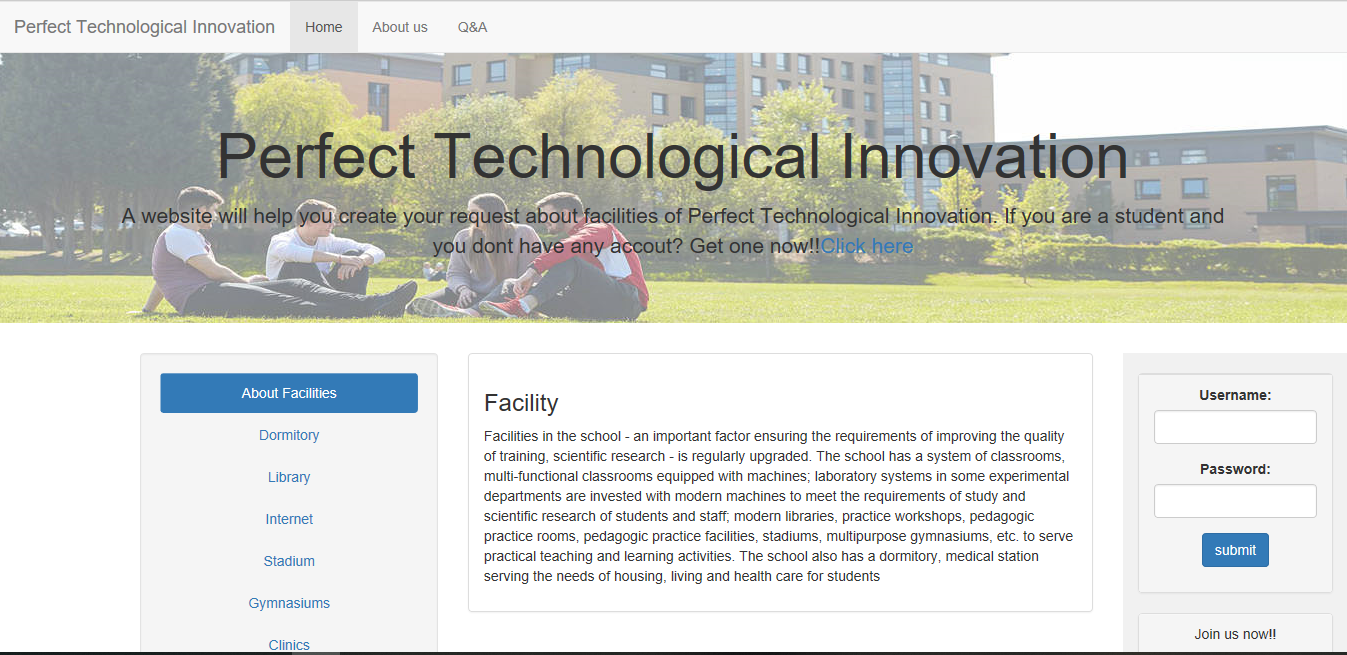 Perfect Technological Innovation Home About us Q&A
Perfect Technological Innovation
A website will help you create your request about facilities of Perfect Technological Innovation. If you are a student and
you dont have any accout? Get one now!!Click here
About Facilities
Dormitory
Library
Internet
Stadium
Gymnasiums
Clinics
Facility
Facilities in the school - an important factor ensuring the requirements of improving the quality
of training, scientific research - is regularly upgraded. The school has a system of classrooms,
multi-functional classrooms equipped with machines; laboratory systems in some experimental
departments are invested with modern machines to meet the requirements of study and
scientific research of students and staff; modern libraries, practice workshops, pedagogic
practice rooms, pedagogic practice facilities, stadiums, multipurpose gymnasiums, etc. to serve
practical teaching and learning activities. The school also has a dormitory, medical station
serving the needs of housing, living and health care for students
Username:
Password:
submit
Join us now!!